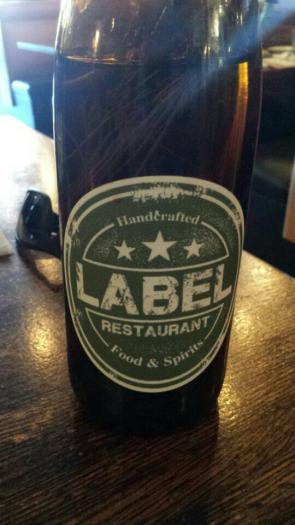 Handcrafted
LABEL
RESTAURANT
Food & Spirits